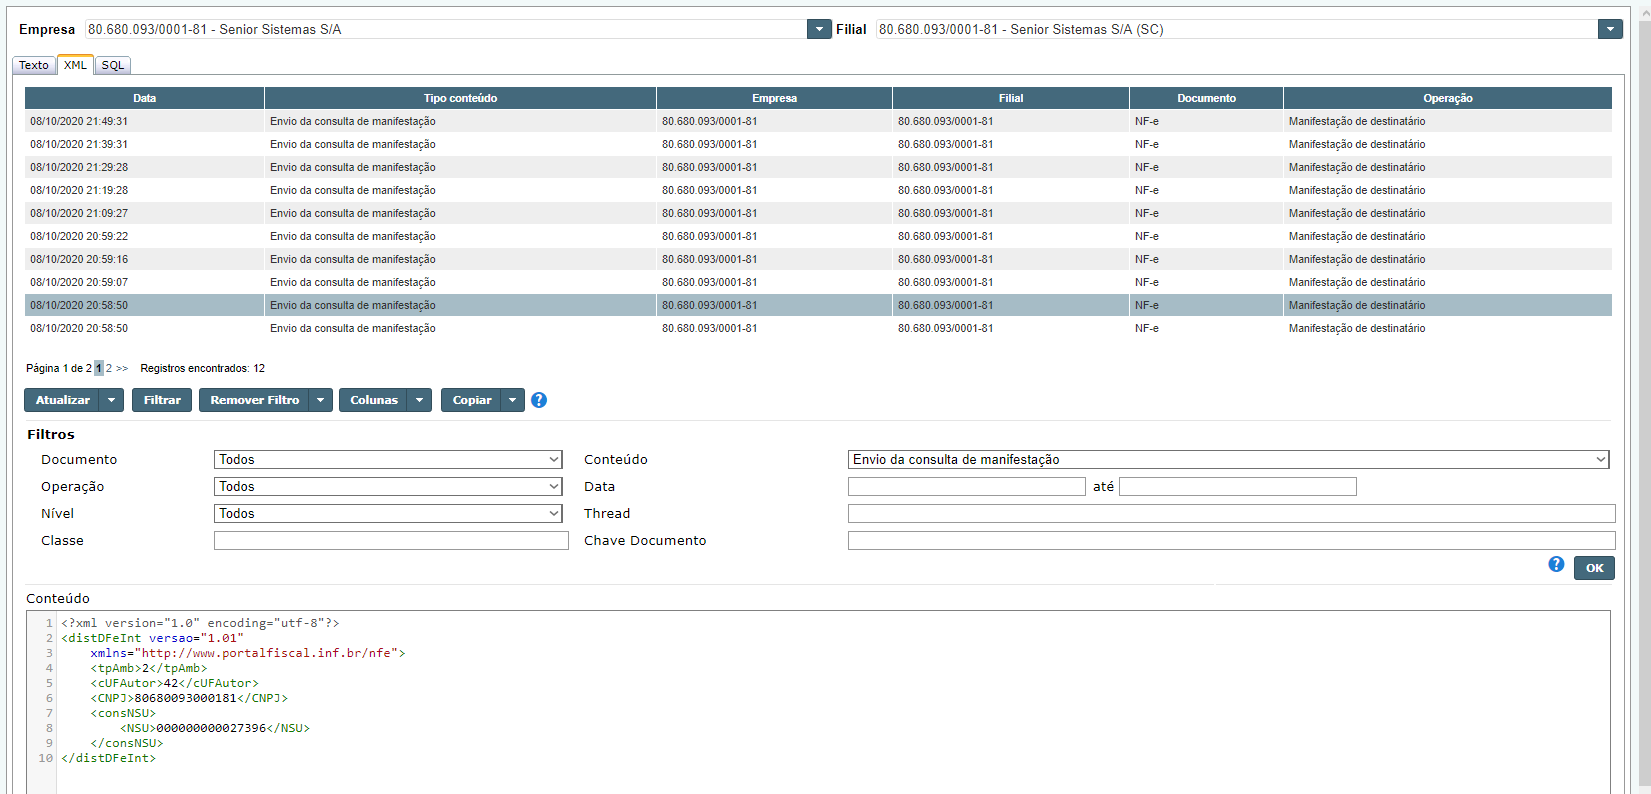 Empresa 80.680.093/0001-81 - Senior Sistemas S/A Filial 80.680.093/0001-81 - Senior Sistemas S/A (SC)
Texto XML SQL
Data Tipo conteúdo Empresa Filial Documento Operação
08/10/2020 21:49:31 Envio da consulta de manifestação 80.680.093/0001-81 80.680.093/0001-81 NF-e Manifestação de destinatário
08/10/2020 21:39:31 Envio da consulta de manifestação 80.680.093/0001-81 80.680.093/0001-81 NF-e Manifestação de destinatário
08/10/2020 21:29:28 Envio da consulta de manifestação 80.680.093/0001-81 80.680.093/0001-81 NF-e Manifestação de destinatário
08/10/2020 21:19:28 Envio da consulta de manifestação 80.680.093/0001-81 80.680.093/0001-81 NF-e Manifestação de destinatário
08/10/2020 21:09:27 Envio da consulta de manifestação 80.680.093/0001-81 80.680.093/0001-81 NF-e Manifestação de destinatário
08/10/2020 20:59:22 Envio da consulta de manifestação 80.680.093/0001-81 80.680.093/0001-81 NF-e Manifestação de destinatário
08/10/2020 20:59:16 Envio da consulta de manifestação 80.680.093/0001-81 80.680.093/0001-81 NF-e Manifestação de destinatário
08/10/2020 20:59:07 Envio da consulta de manifestação 80.680.093/0001-81 80.680.093/0001-81 NF-e Manifestação de destinatário
08/10/2020 20:58:50 Envio da consulta de manifestação 80.680.093/0001-81 80.680.093/0001-81 NF-e Manifestação de destinatário
08/10/2020 20:58:50 Envio da consulta de manifestação 80.680.093/0001-81 80.680.093/0001-81 NF-e Manifestação de destinatário
Página 1 de 2 1 2 >> Registros encontrados: 12
Atualizar Filtrar Remover Filtro Colunas Copiar ?
Filtros
Documento Todos Conteúdo Envio da consulta de manifestação
Operação Todos Data até
Nível Todos Thread
Classe Chave Documento
? OK
Conteúdo
1 <?xml version="1.0" encoding="utf-8"?>
2 <distDFeInt versao="1.01"
3 xmlns="http://www.portalfiscal.inf.br/nfe">
4 <tpAmb>2</tpAmb>
5 <cUFAutor>42</cUFAutor>
6 <CNPJ>80680093000181</CNPJ>
7 <consNSU>
8 <NSU>000000000027396</NSU>
9 </consNSU>
10 </distDFeInt>